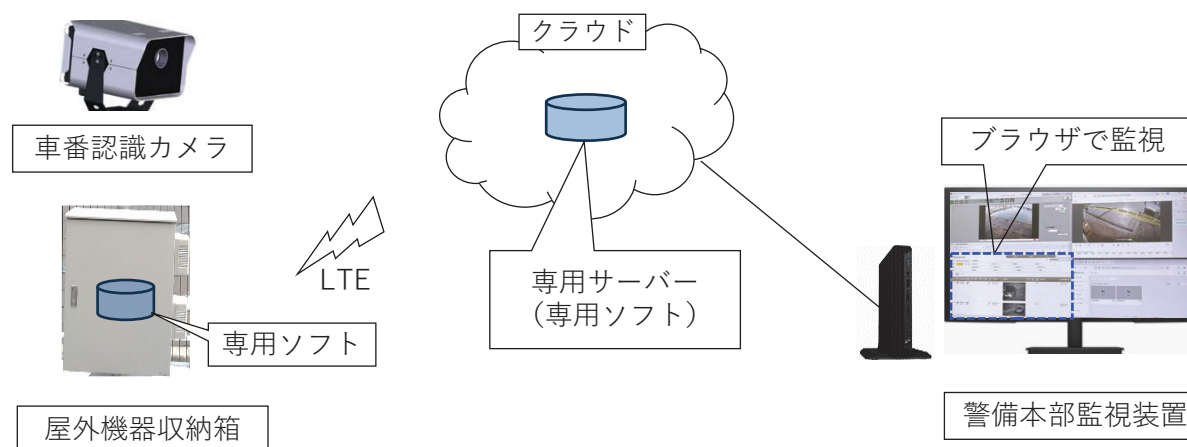 クラウド
車番認識カメラ
ブラウザで監視
LTE
専用サーバー
(専用ソフト)
専用ソフト
屋外機器収納箱
警備本部監視装置